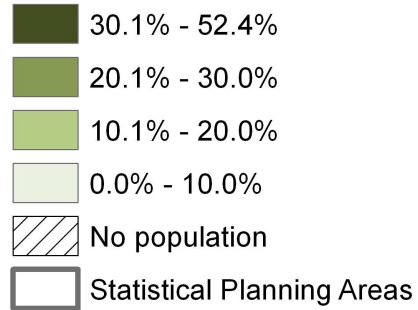 30.1% - 52.4%
20.1% - 30.0%
10.1% - 20.0%
0.0% - 10.0%
No population
Statistical Planning Areas